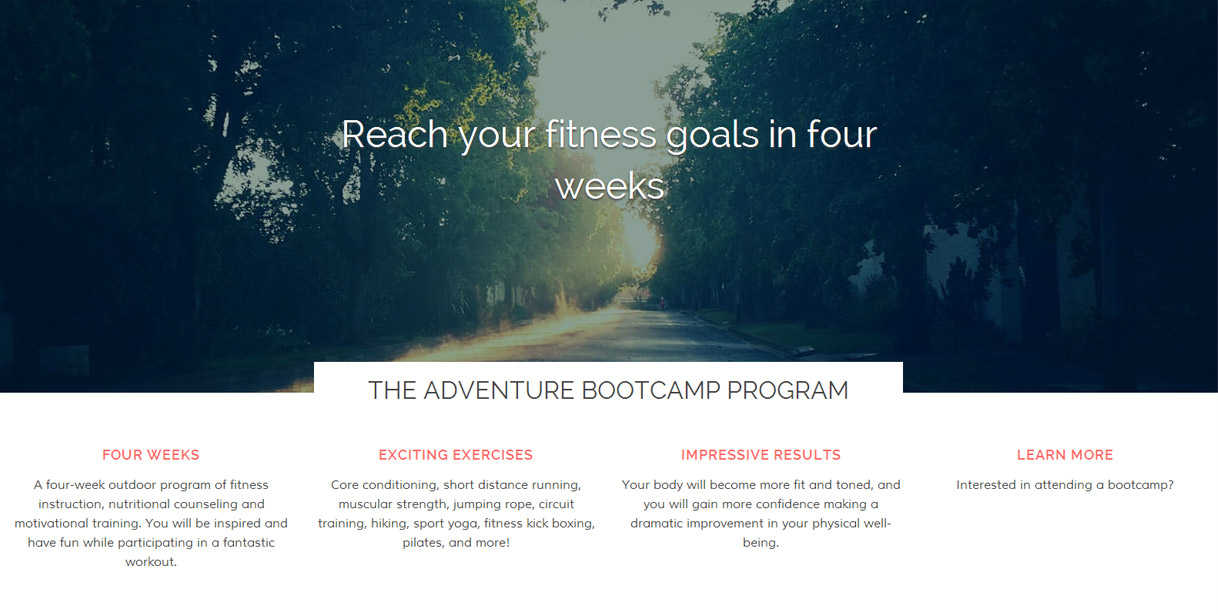 Reach your fitness goals in four
weeks
THE ADVENTURE BOOTCAMP PROGRAM
FOUR WEEKS
A four-week outdoor program of fitness
instruction, nutritional counseling and
motivational training. You will be inspired and
have fun while participating in a fantastic
workout.
EXCITING EXERCISES
Core conditioning, short distance running,
muscular strength, jumping rope, circuit
training, hiking, sport yoga, fitness kick boxing,
pilates, and more!
IMPRESSIVE RESULTS
Your body will become more fit and toned, and
you will gain more confidence making a
dramatic improvement in your physical well-
being.
LEARN MORE
Interested in attending a bootcamp?